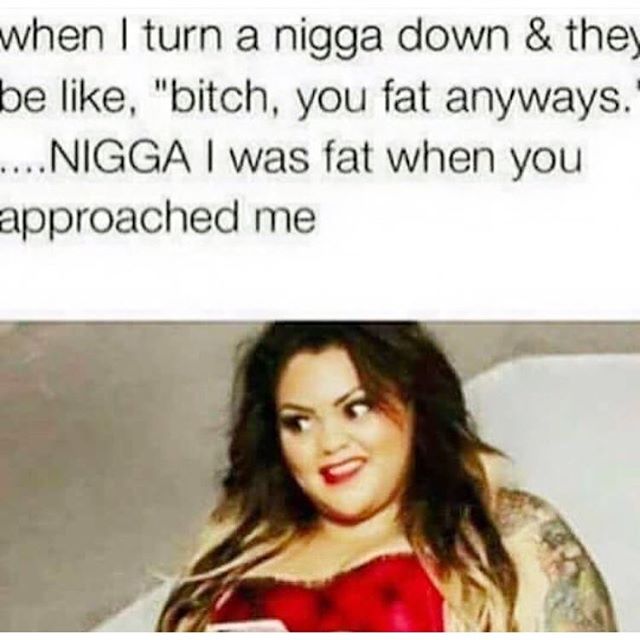 when I turn a nigga down & they
be like, "bitch, you fat anyways."
....NIGGA I was fat when you
approached me